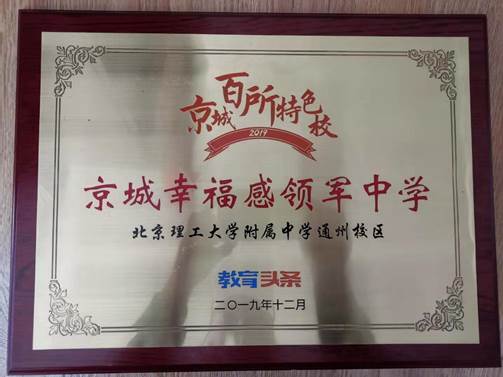 京城百所特色校
2019
京城幸福感领军中学
北京理工大学附属中学通州校区
教育头条
二〇一九年十二月